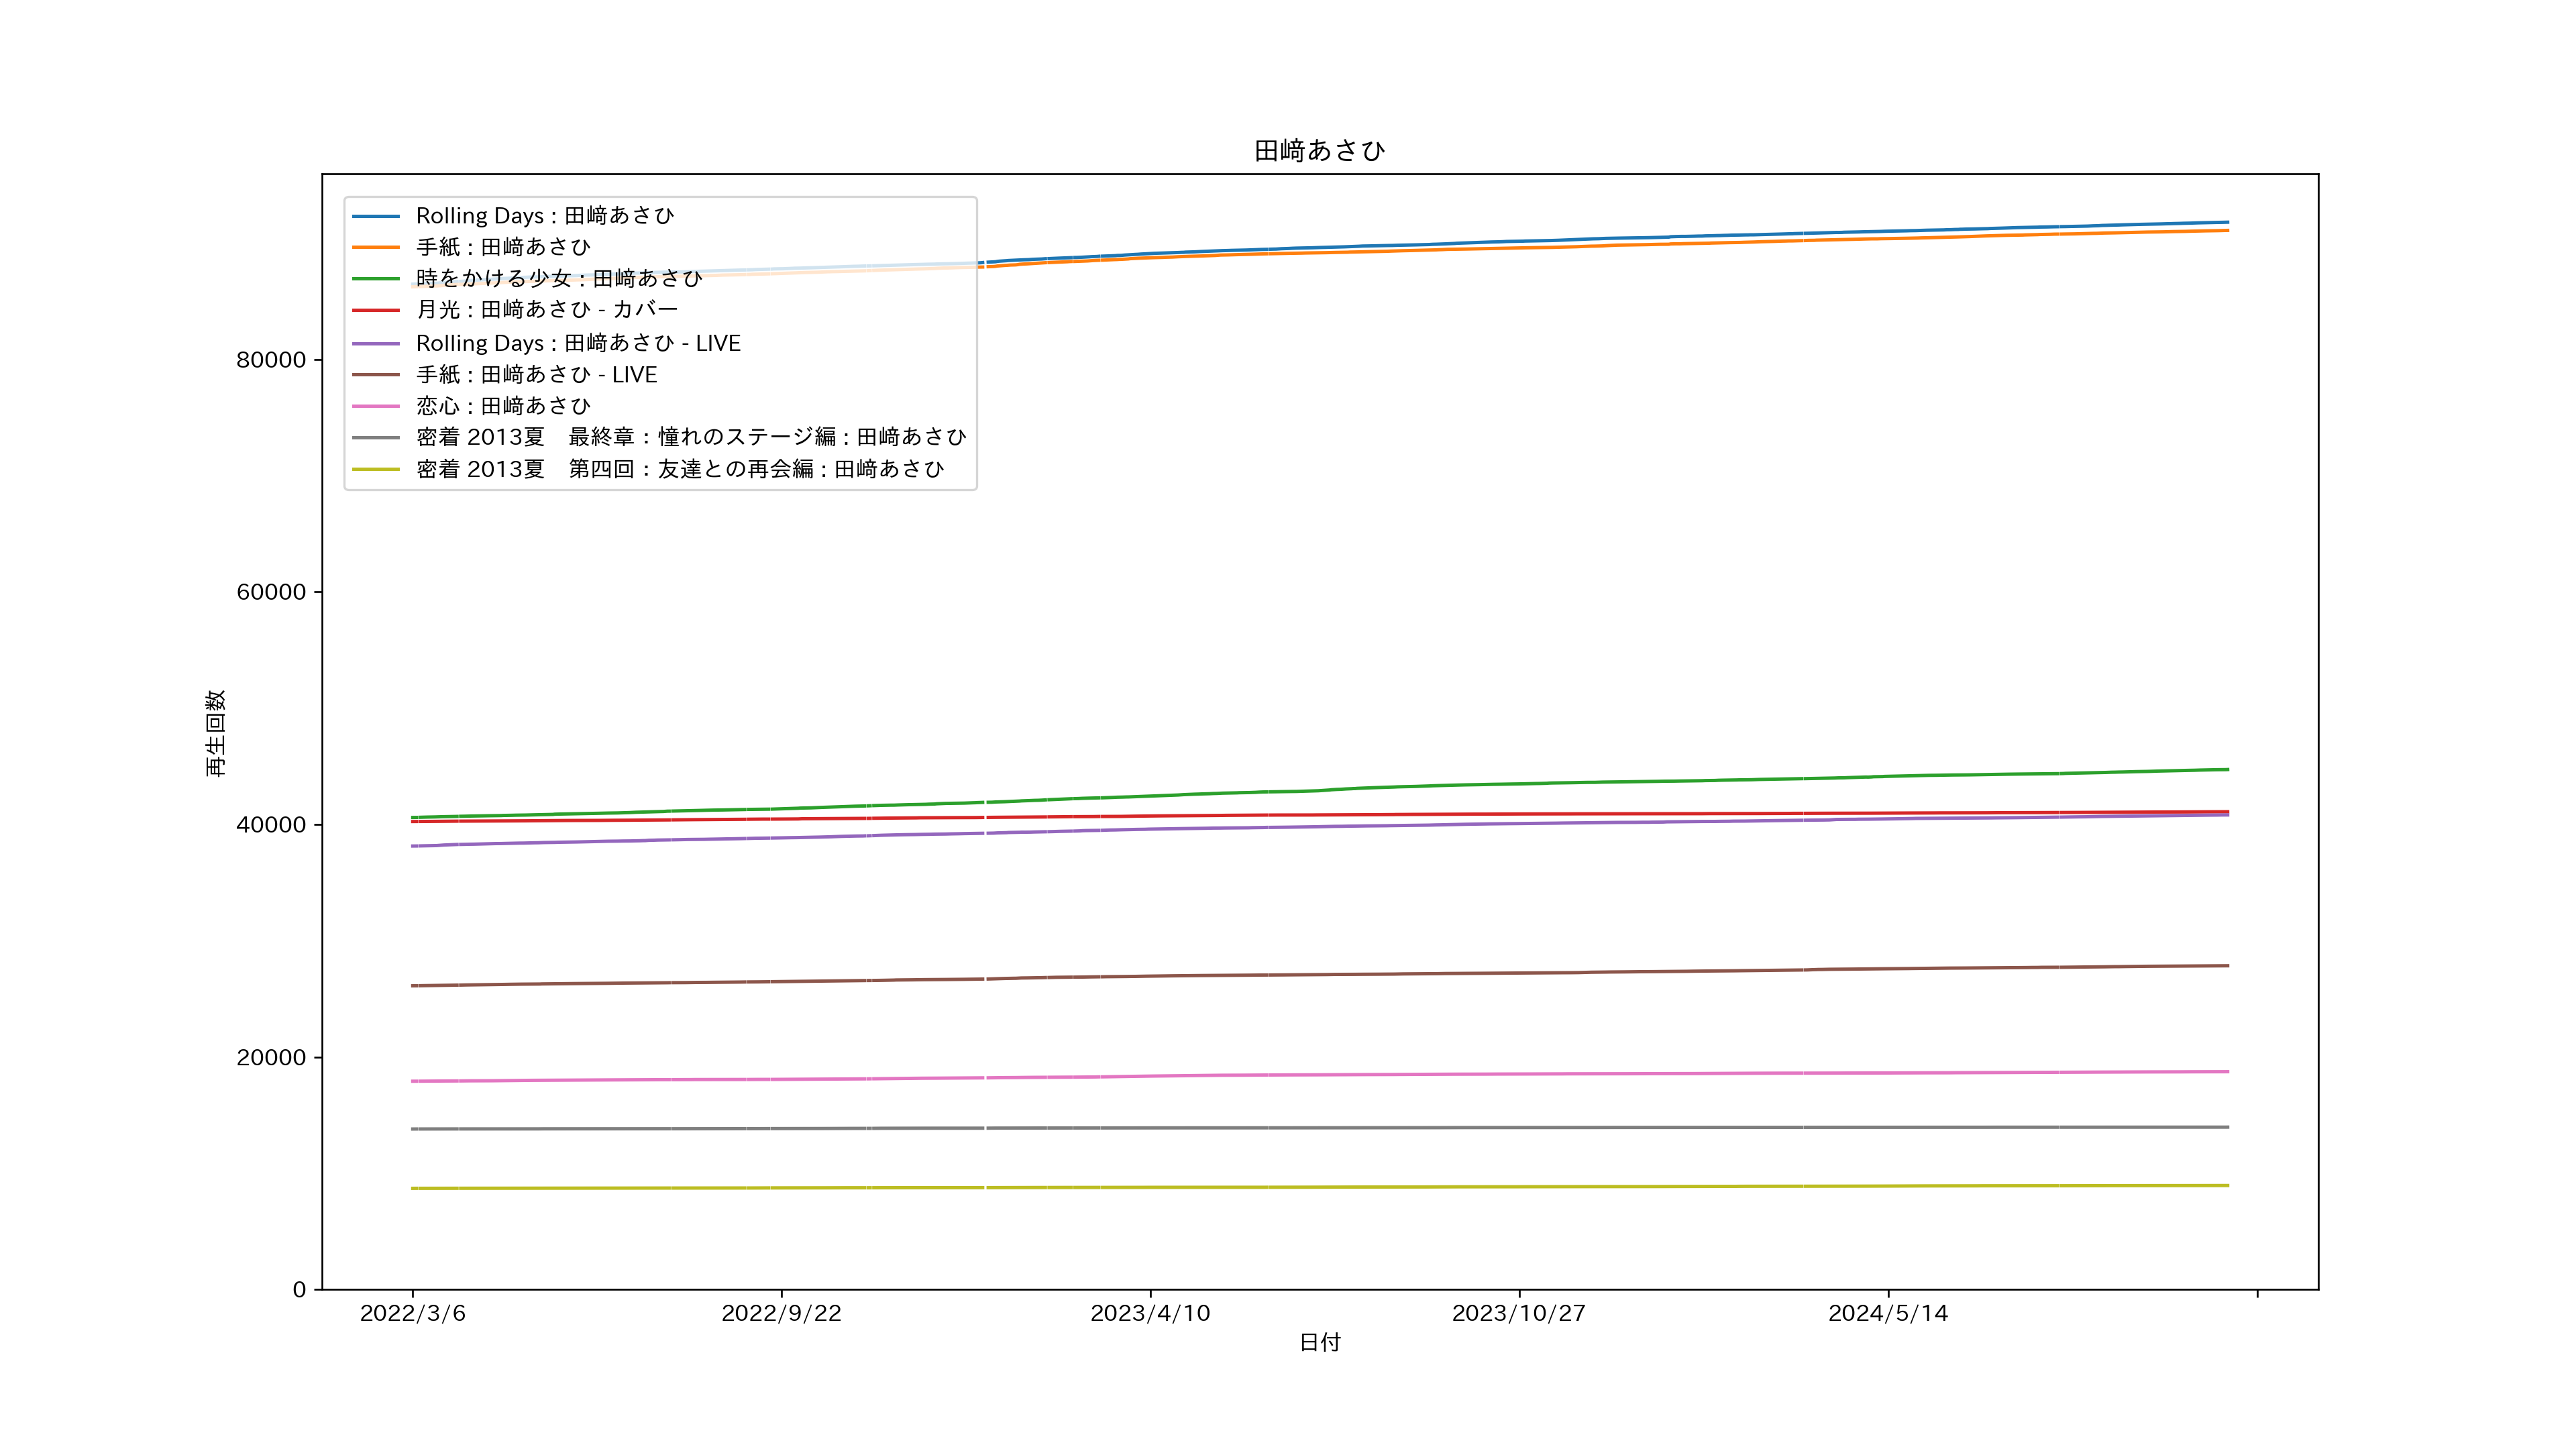 田﨑あさひ
Rolling Days : 田﨑あさひ
手紙 : 田﨑あさひ
時をかける少女 : 田﨑あさひ
月光 : 田﨑あさひ - カバー
Rolling Days : 田﨑あさひ - LIVE
手紙 : 田﨑あさひ - LIVE
恋心 : 田﨑あさひ
密着 2013夏　最終章：憧れのステージ編 : 田﨑あさひ
密着 2013夏　第四回：友達との再会編 : 田﨑あさひ
80000
60000
40000
20000
0
再生回数
2022/3/6
2022/9/22
2023/4/10
2023/10/27
2024/5/14
日付